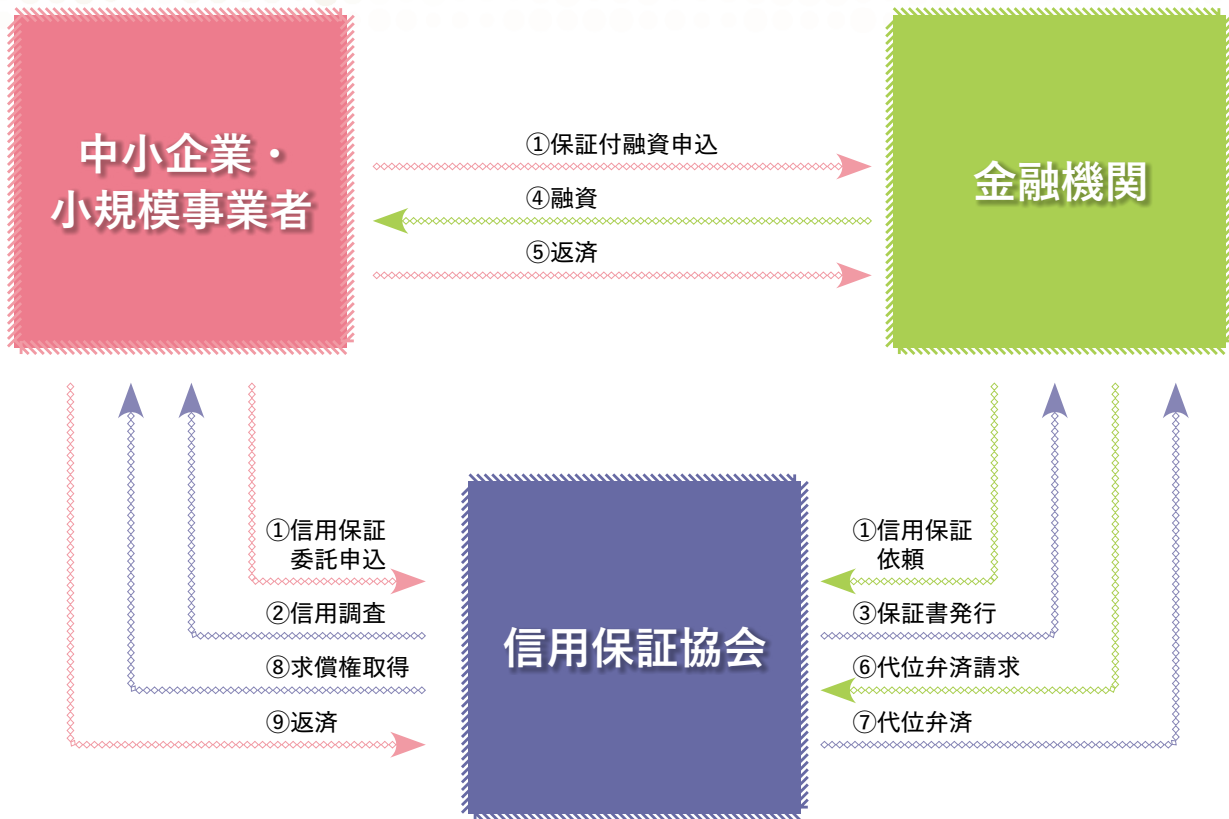 中小企業・
小規模事業者
①保証付融資申込
④融資
⑤返済
金融機関
①信用保証
委託申込
②信用調査
⑧求償権取得
⑨返済
信用保証協会
①信用保証
依頼
③保証書発行
⑥代位弁済請求
⑦代位弁済